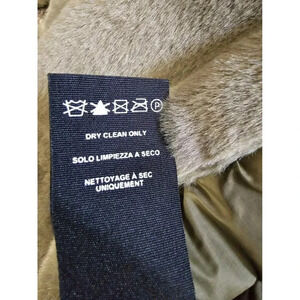 P
DRY CLEAN ONLY
SOLO LIMPIEZZA A SECO
NETTOYAGE À SEC
UNIQUEMENT